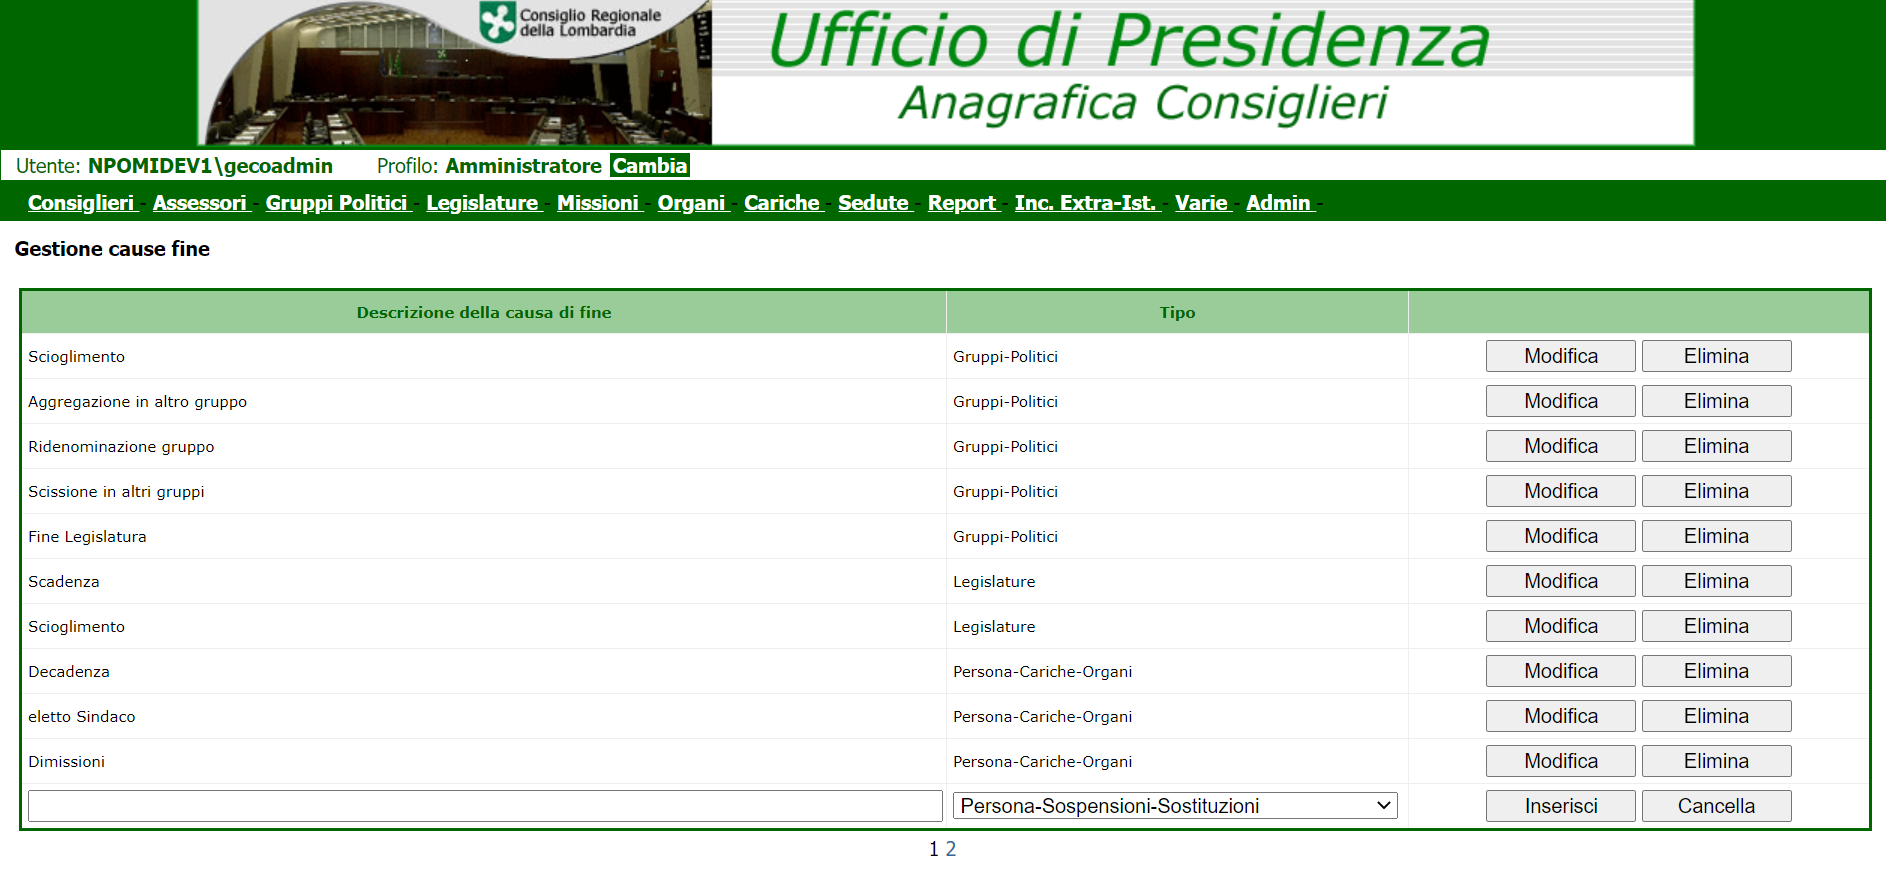 Consiglio Regionale
della Lombardia
Ufficio di Presidenza
Anagrafica Consiglieri
Utente: NPOMIDEV1\gecoadmin Profilo: Amministratore Cambia
Consiglieri - Assessori - Gruppi Politici - Legislature - Missioni - Organi - Cariche - Sedute - Report - Inc. Extra-Ist. - Varie - Admin -
Gestione cause fine
Descrizione della causa di fine Tipo
Scioglimento Gruppi-Politici Modifica Elimina
Aggregazione in altro gruppo Gruppi-Politici Modifica Elimina
Ridenominazione gruppo Gruppi-Politici Modifica Elimina
Scissione in altri gruppi Gruppi-Politici Modifica Elimina
Fine Legislatura Gruppi-Politici Modifica Elimina
Scadenza Legislature Modifica Elimina
Scioglimento Legislature Modifica Elimina
Decadenza Persona-Cariche-Organi Modifica Elimina
eletto Sindaco Persona-Cariche-Organi Modifica Elimina
Dimissioni Persona-Cariche-Organi Modifica Elimina
Persona-Sospensioni-Sostituzioni Inserisci Cancella
1 2